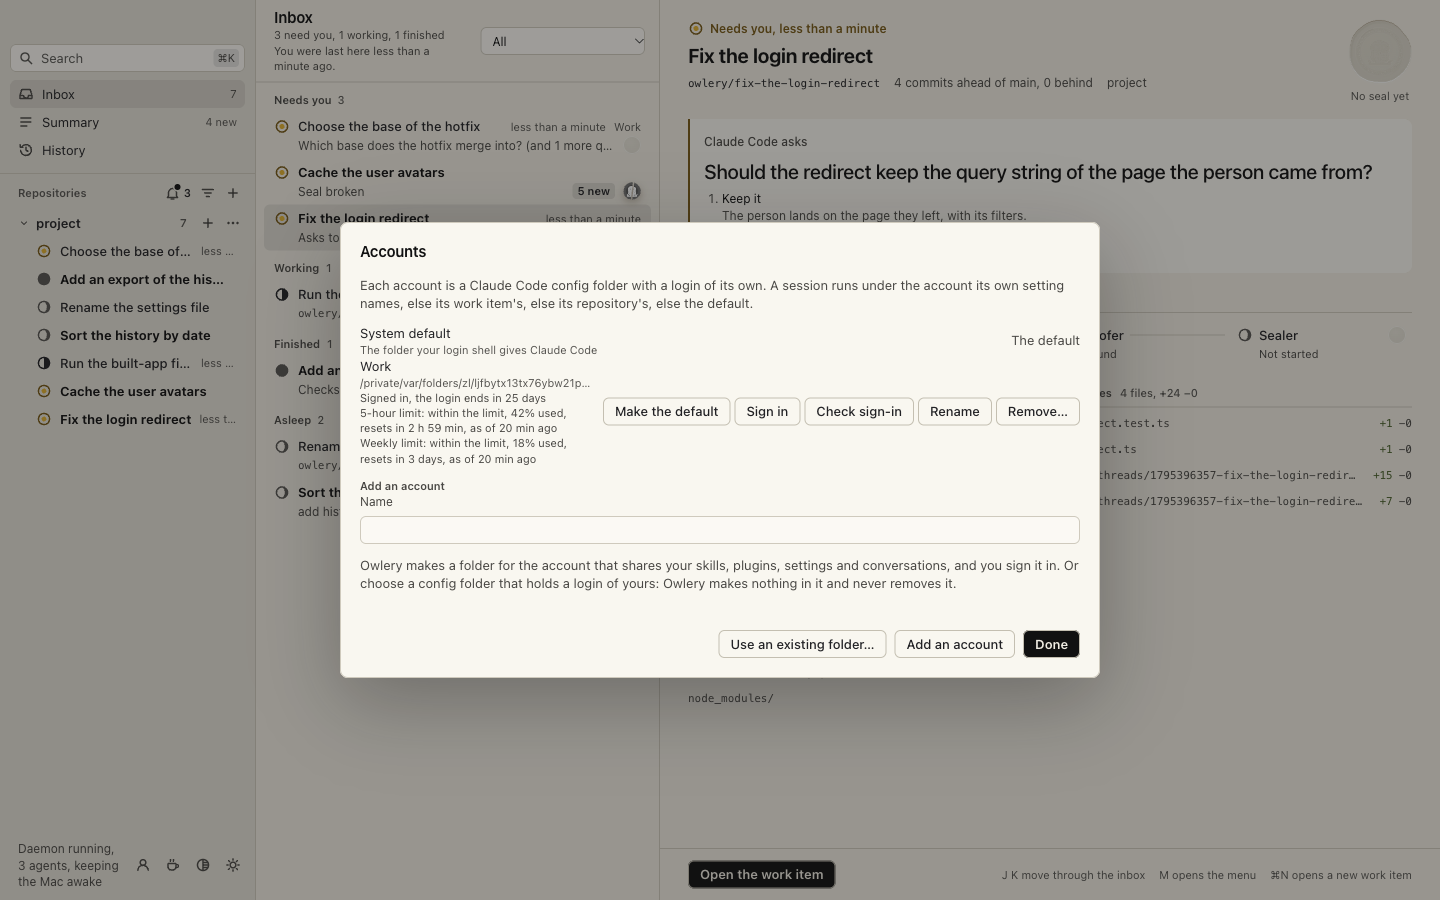 Search ⌘K
Inbox 7
Summary 4 new
History
Repositories 3
project 7
Choose the base of... less ...
Add an export of the his...
Rename the settings file
Sort the history by date
Run the built-app fi... less ...
Cache the user avatars
Fix the login redirect less t...
Daemon running,
3 agents, keeping
the Mac awake
Inbox
3 need you, 1 working, 1 finished
You were last here less than a
minute ago.
All
Needs you 3
Choose the base of the hotfix less than a minute Work
Which base does the hotfix merge into? (and 1 more q...
Cache the user avatars
Seal broken 5 new
Fix the login redirect less than a minute
Asks to
Working 1
Run the
owlery/
Finished 1
Add an
Checks
Asleep 2
Renam
owlery/
Sort th
add his
Needs you, less than a minute
Fix the login redirect
owlery/fix-the-login-redirect 4 commits ahead of main, 0 behind project
No seal yet
Claude Code asks
Should the redirect keep the query string of the page the person came from?
1. Keep it
The person lands on the page they left, with its filters.
ofer Sealer
und Not started
es 4 files, +24 −0
ect.test.ts +1 −0
ect.ts +1 −0
threads/1795396357-fix-the-login-redir... +15 −0
threads/1795396357-fix-the-login-redire... +7 −0
node_modules/
Open the work item
J K move through the inbox M opens the menu ⌘N opens a new work item
Accounts
Each account is a Claude Code config folder with a login of its own. A session runs under the account its own setting
names, else its work item's, else its repository's, else the default.
System default
The folder your login shell gives Claude Code
The default
Work
/private/var/folders/zl/ljfbytx13tx76ybw21p...
Signed in, the login ends in 25 days
5-hour limit: within the limit, 42% used,
resets in 2 h 59 min, as of 20 min ago
Weekly limit: within the limit, 18% used,
resets in 3 days, as of 20 min ago
Make the default Sign in Check sign-in Rename Remove...
Add an account
Name
Owlery makes a folder for the account that shares your skills, plugins, settings and conversations, and you sign it in. Or
choose a config folder that holds a login of yours: Owlery makes nothing in it and never removes it.
Use an existing folder... Add an account Done